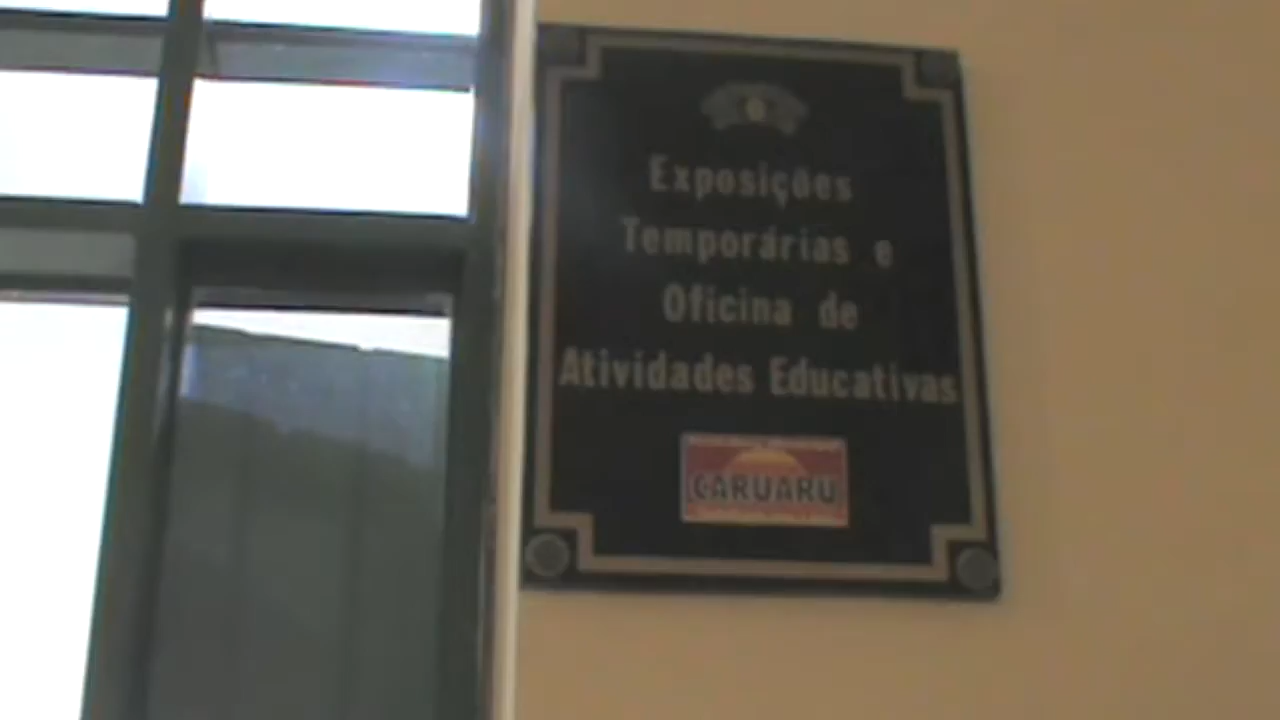 Exposições
Temporárias e
Oficina de
Atividades Educativas
CARUARU